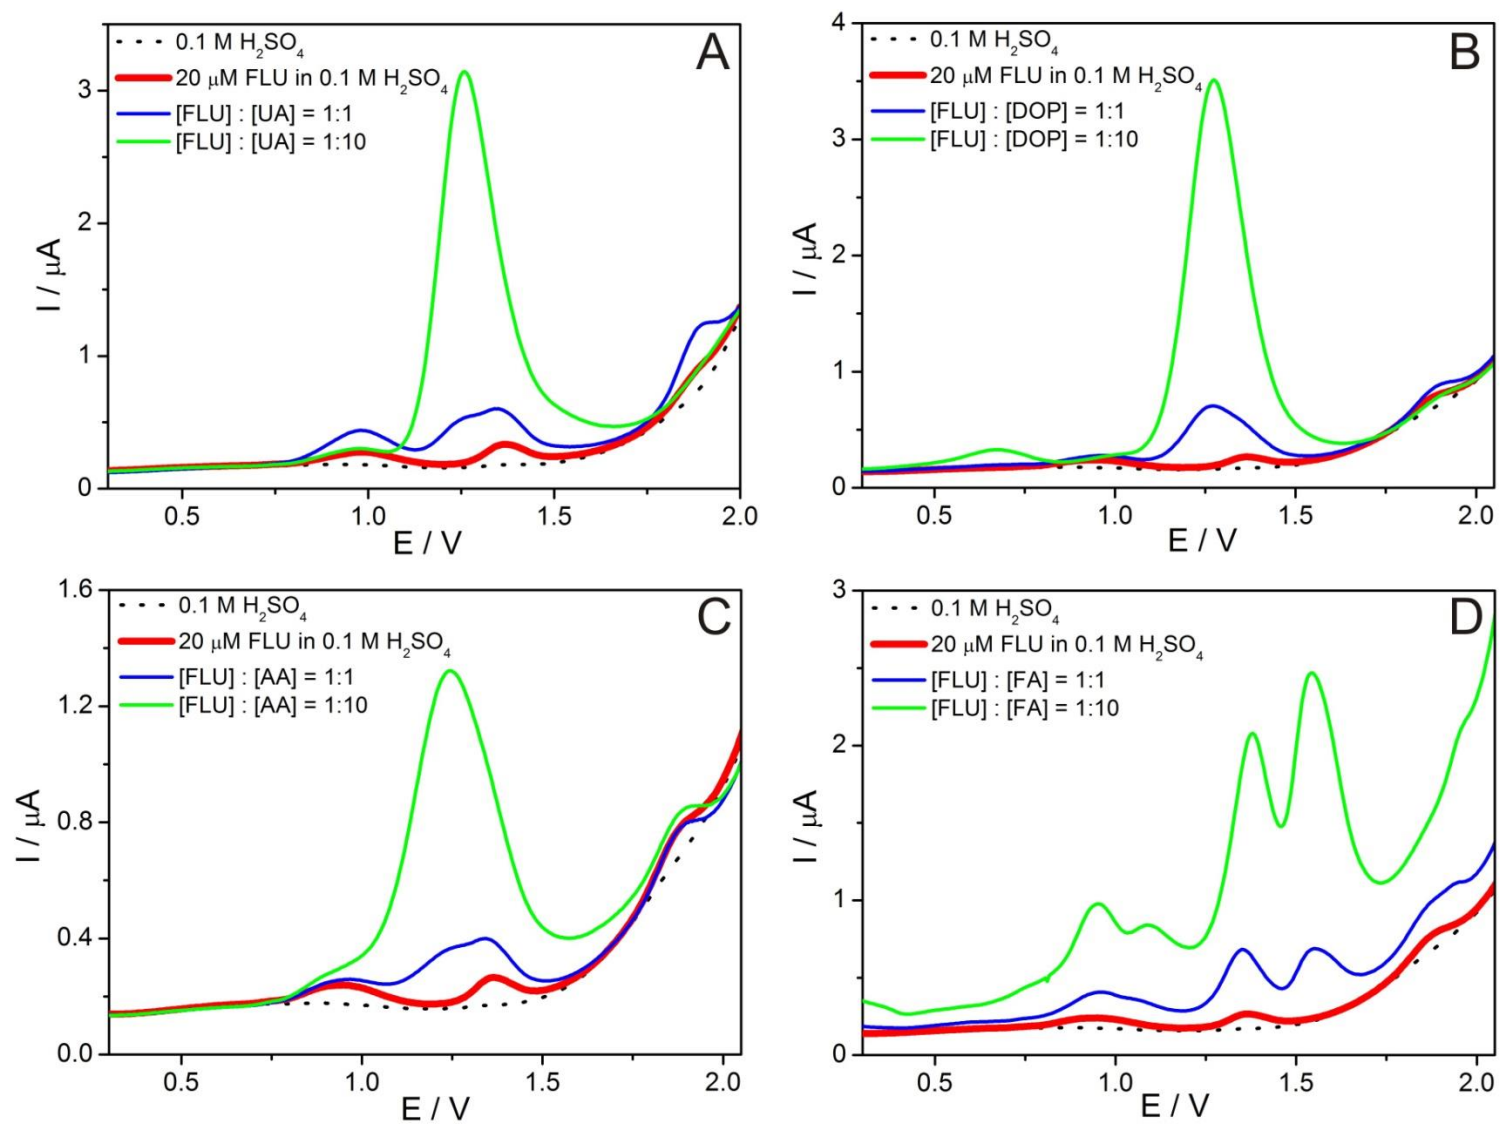 A
0.1 M H₂SO₄
20 μM FLU in 0.1 M H₂SO₄
[FLU] : [UA] = 1:1
[FLU] : [UA] = 1:10
3
2
1
0
I / μA
0.5 1.0 1.5 2.0
E / V
B
0.1 M H₂SO₄
20 μM FLU in 0.1 M H₂SO₄
[FLU] : [DOP] = 1:1
[FLU] : [DOP] = 1:10
4
3
2
1
0
I / μA
0.5 1.0 1.5 2.0
E / V
C
0.1 M H₂SO₄
20 μM FLU in 0.1 M H₂SO₄
[FLU] : [AA] = 1:1
[FLU] : [AA] = 1:10
1.6
1.2
0.8
0.4
0.0
I / μA
0.5 1.0 1.5 2.0
E / V
D
0.1 M H₂SO₄
20 μM FLU in 0.1 M H₂SO₄
[FLU] : [FA] = 1:1
[FLU] : [FA] = 1:10
3
2
1
0
I / μA
0.5 1.0 1.5 2.0
E / V